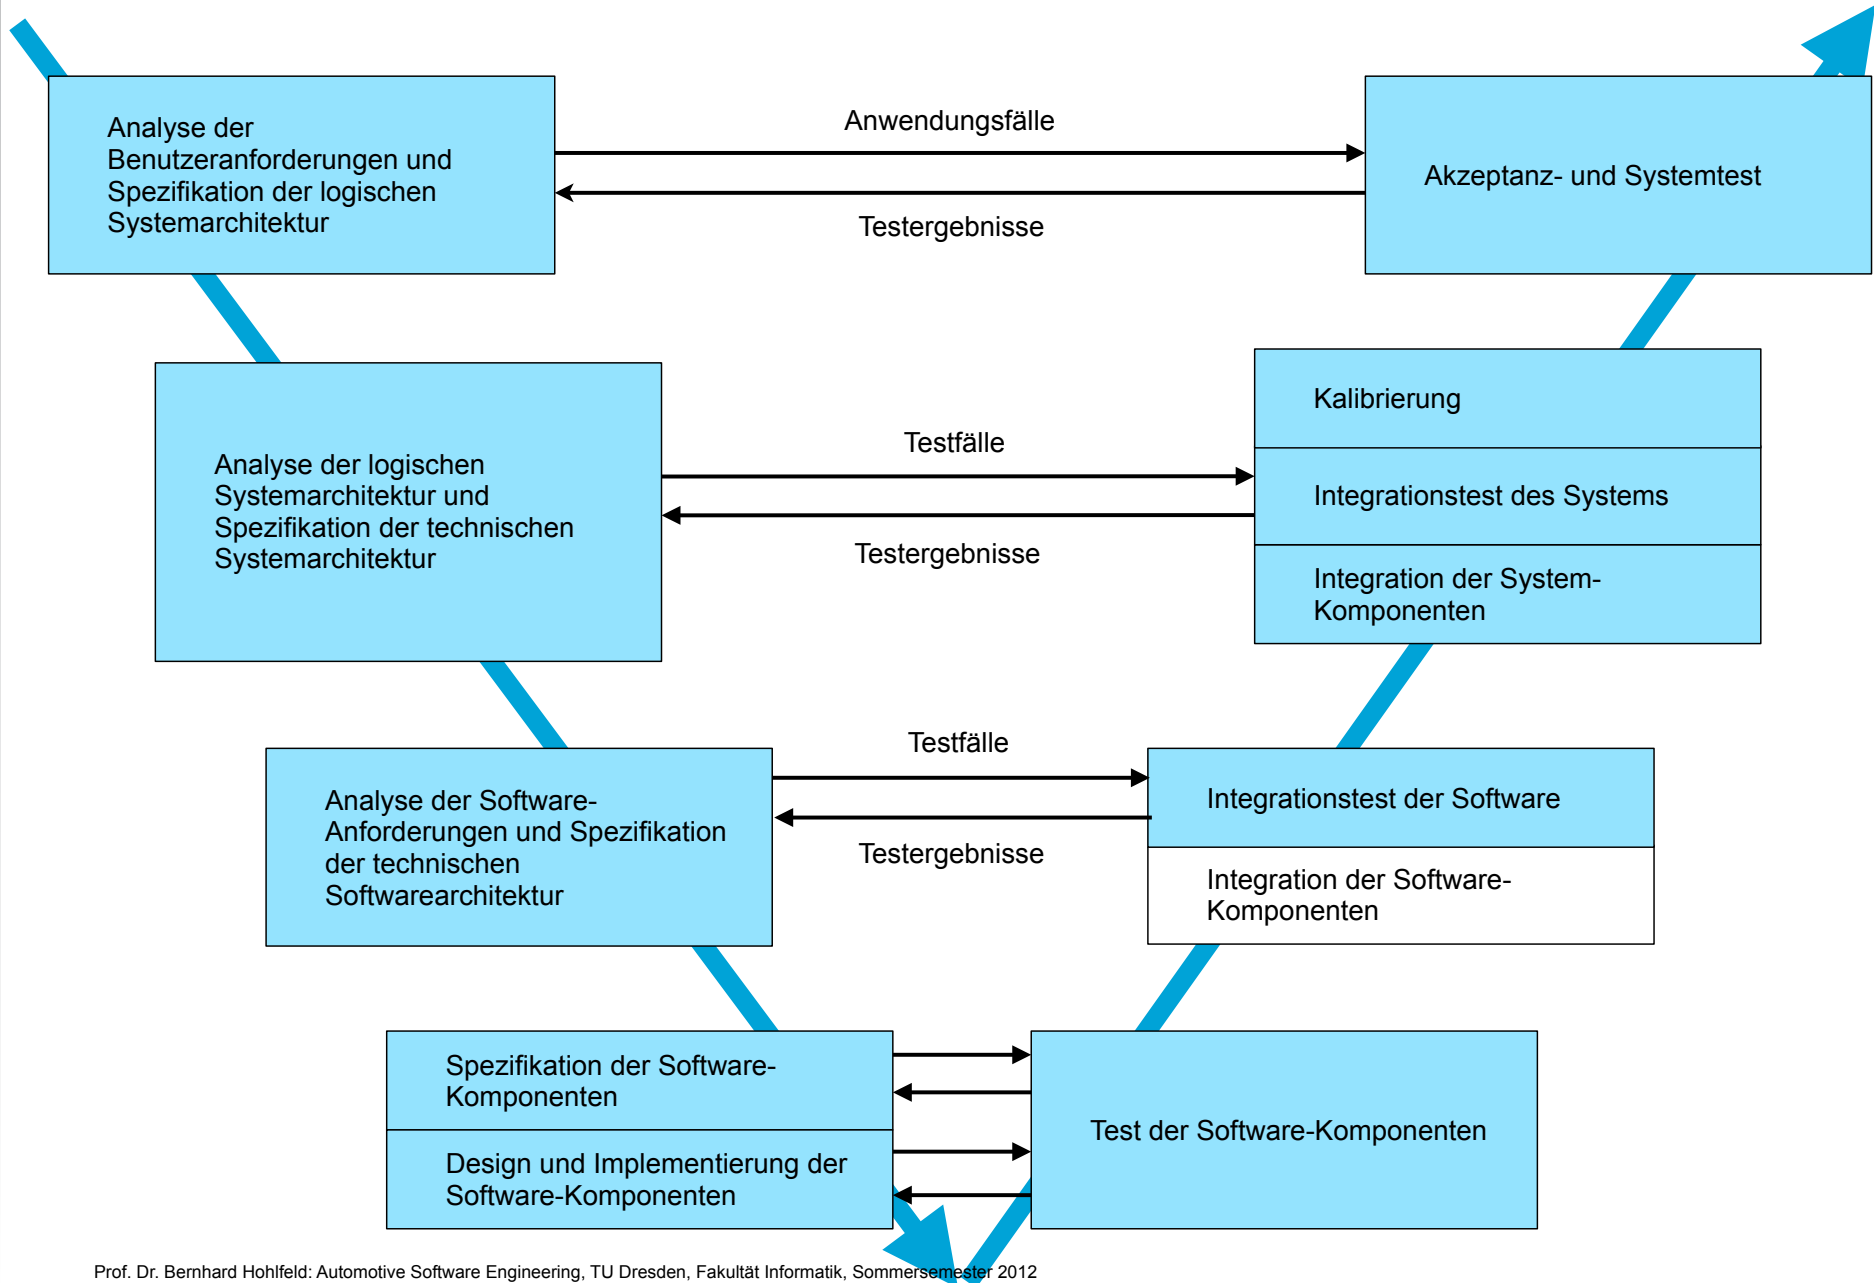 Analyse der
Benutzeranforderungen und
Spezifikation der logischen
Systemarchitektur
Anwendungsfälle
Testergebnisse
Akzeptanz- und Systemtest
Analyse der logischen
Systemarchitektur und
Spezifikation der technischen
Systemarchitektur
Testfälle
Testergebnisse
Kalibrierung
Integrationstest des Systems
Integration der System-
Komponenten
Analyse der Software-
Anforderungen und Spezifikation
der technischen
Softwarearchitektur
Testfälle
Testergebnisse
Integrationstest der Software
Integration der Software-
Komponenten
Spezifikation der Software-
Komponenten
Design und Implementierung der
Software-Komponenten
Test der Software-Komponenten
Prof. Dr. Bernhard Hohlfeld: Automotive Software Engineering, TU Dresden, Fakultät Informatik, Sommersemester 2012